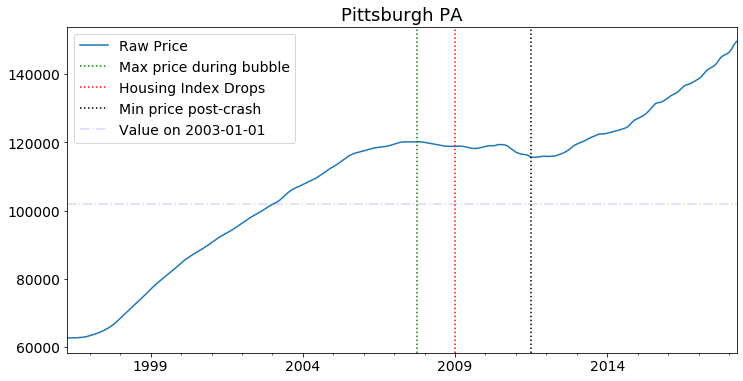 Pittsburgh PA
Raw Price
Max price during bubble
Housing Index Drops
Min price post-crash
Value on 2003-01-01
140000
120000
100000
80000
60000
1999 2004 2009 2014